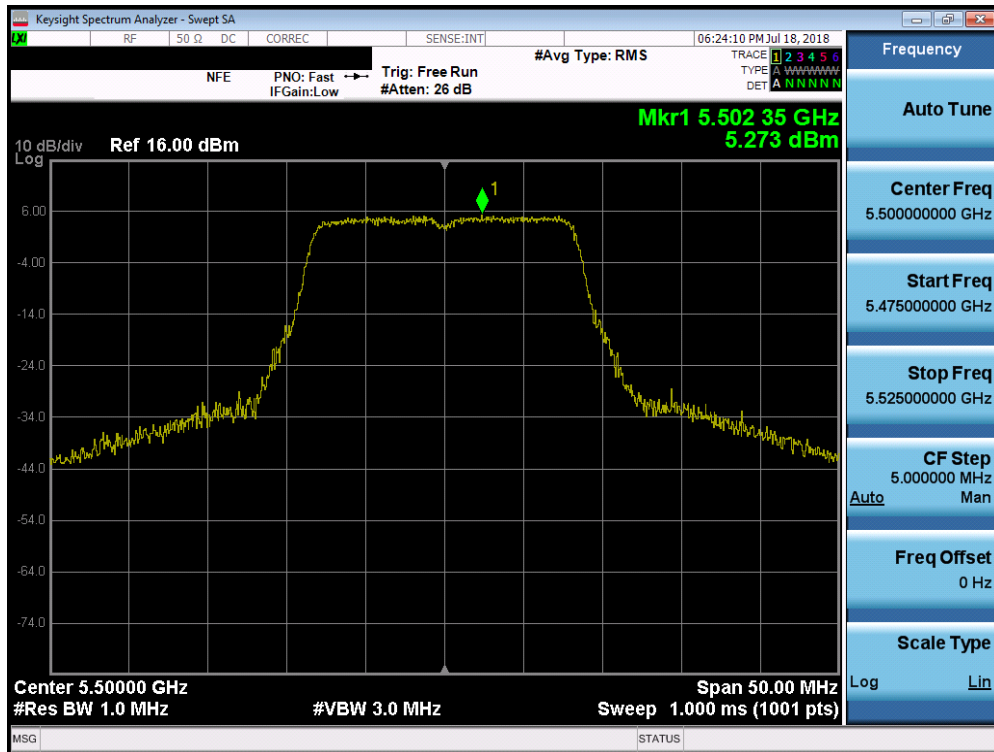 Keysight Spectrum Analyzer - Swept SA
LXI RF 50 Ω DC CORREC SENSE:INT 06:24:10 PM Jul 18, 2018
NFE PNO: Fast Trig: Free Run #Avg Type: RMS TRACE 1 2 3 4 5 6
IFGain:Low #Atten: 26 dB TYPE A WWWWW
DET A N N N N N
Mkr1 5.502 35 GHz
5.273 dBm
10 dB/div Ref 16.00 dBm
Log
1
6.00
-4.00
-14.0
-24.0
-34.0
-44.0
-54.0
-64.0
-74.0
Center 5.50000 GHz Span 50.00 MHz
#Res BW 1.0 MHz #VBW 3.0 MHz Sweep 1.000 ms (1001 pts)
MSG STATUS
Frequency
Auto Tune
Center Freq
5.500000000 GHz
Start Freq
5.475000000 GHz
Stop Freq
5.525000000 GHz
CF Step
5.000000 MHz
Auto Man
Freq Offset
0 Hz
Scale Type
Log Lin